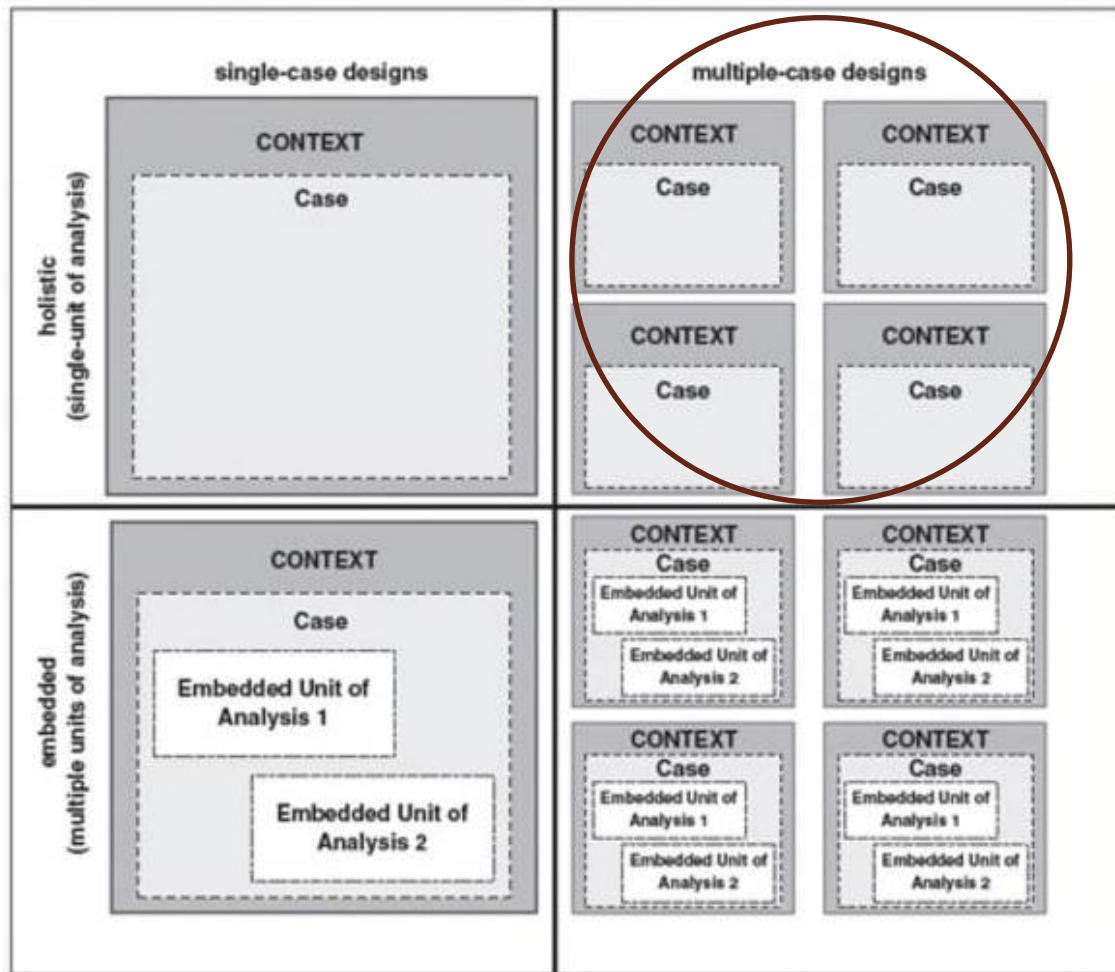 single-case designs
multiple-case designs
holistic
(single-unit of analysis)
CONTEXT
Case
CONTEXT
Case
CONTEXT
Case
CONTEXT
Case
CONTEXT
Case
embedded
(multiple units of analysis)
CONTEXT
Case
Embedded Unit of
Analysis 1
Embedded Unit of
Analysis 2
CONTEXT
Case
Embedded Unit of
Analysis 1
Embedded Unit of
Analysis 2
CONTEXT
Case
Embedded Unit of
Analysis 1
Embedded Unit of
Analysis 2
CONTEXT
Case
Embedded Unit of
Analysis 1
Embedded Unit of
Analysis 2
CONTEXT
Case
Embedded Unit of
Analysis 1
Embedded Unit of
Analysis 2